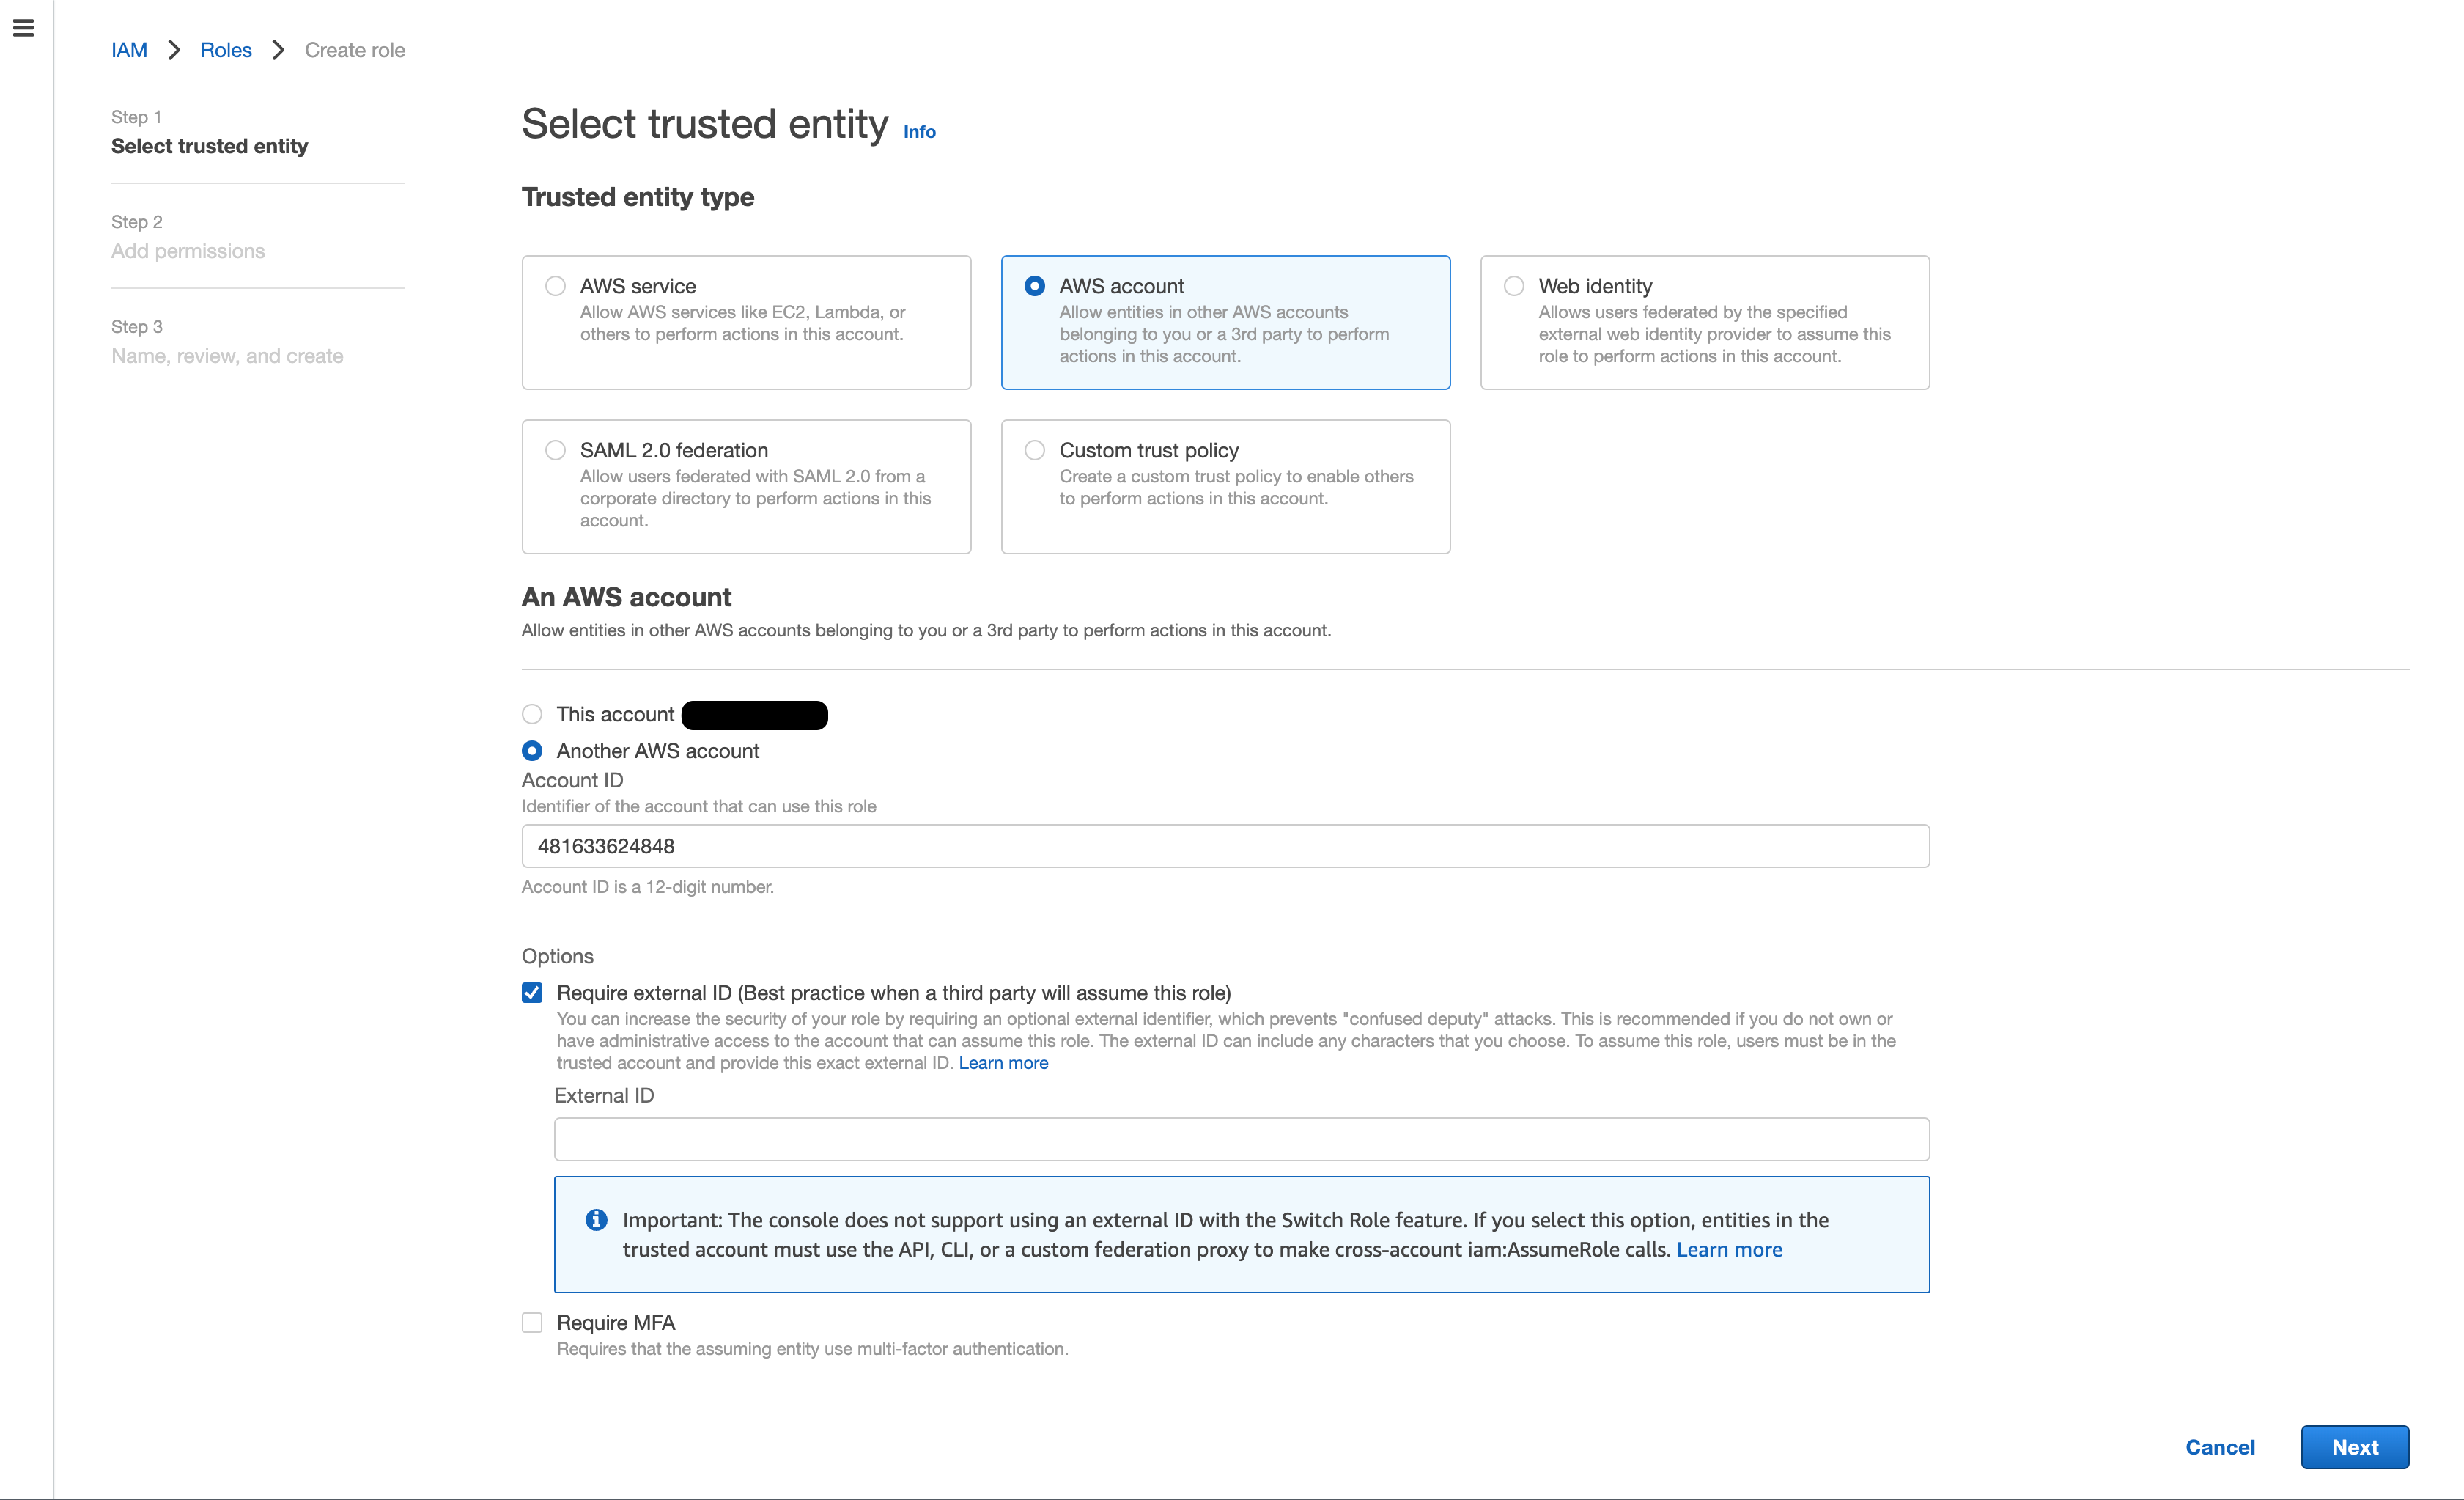 IAM > Roles > Create role
Step 1
Select trusted entity
Step 2
Add permissions
Step 3
Name, review, and create
Select trusted entity Info
Trusted entity type
AWS service
Allow AWS services like EC2, Lambda, or
others to perform actions in this account.
AWS account
Allow entities in other AWS accounts
belonging to you or a 3rd party to perform
actions in this account.
Web identity
Allows users federated by the specified
external web identity provider to assume this
role to perform actions in this account.
SAML 2.0 federation
Allow users federated with SAML 2.0 from a
corporate directory to perform actions in this
account.
Custom trust policy
Create a custom trust policy to enable others
to perform actions in this account.
An AWS account
Allow entities in other AWS accounts belonging to you or a 3rd party to perform actions in this account.
This account
Another AWS account
Account ID
Identifier of the account that can use this role
481633624848
Account ID is a 12-digit number.
Options
Require external ID (Best practice when a third party will assume this role)
You can increase the security of your role by requiring an optional external identifier, which prevents "confused deputy" attacks. This is recommended if you do not own or
have administrative access to the account that can assume this role. The external ID can include any characters that you choose. To assume this role, users must be in the
trusted account and provide this exact external ID. Learn more
External ID
Important: The console does not support using an external ID with the Switch Role feature. If you select this option, entities in the
trusted account must use the API, CLI, or a custom federation proxy to make cross-account iam:AssumeRole calls. Learn more
Require MFA
Requires that the assuming entity use multi-factor authentication.
Cancel
Next